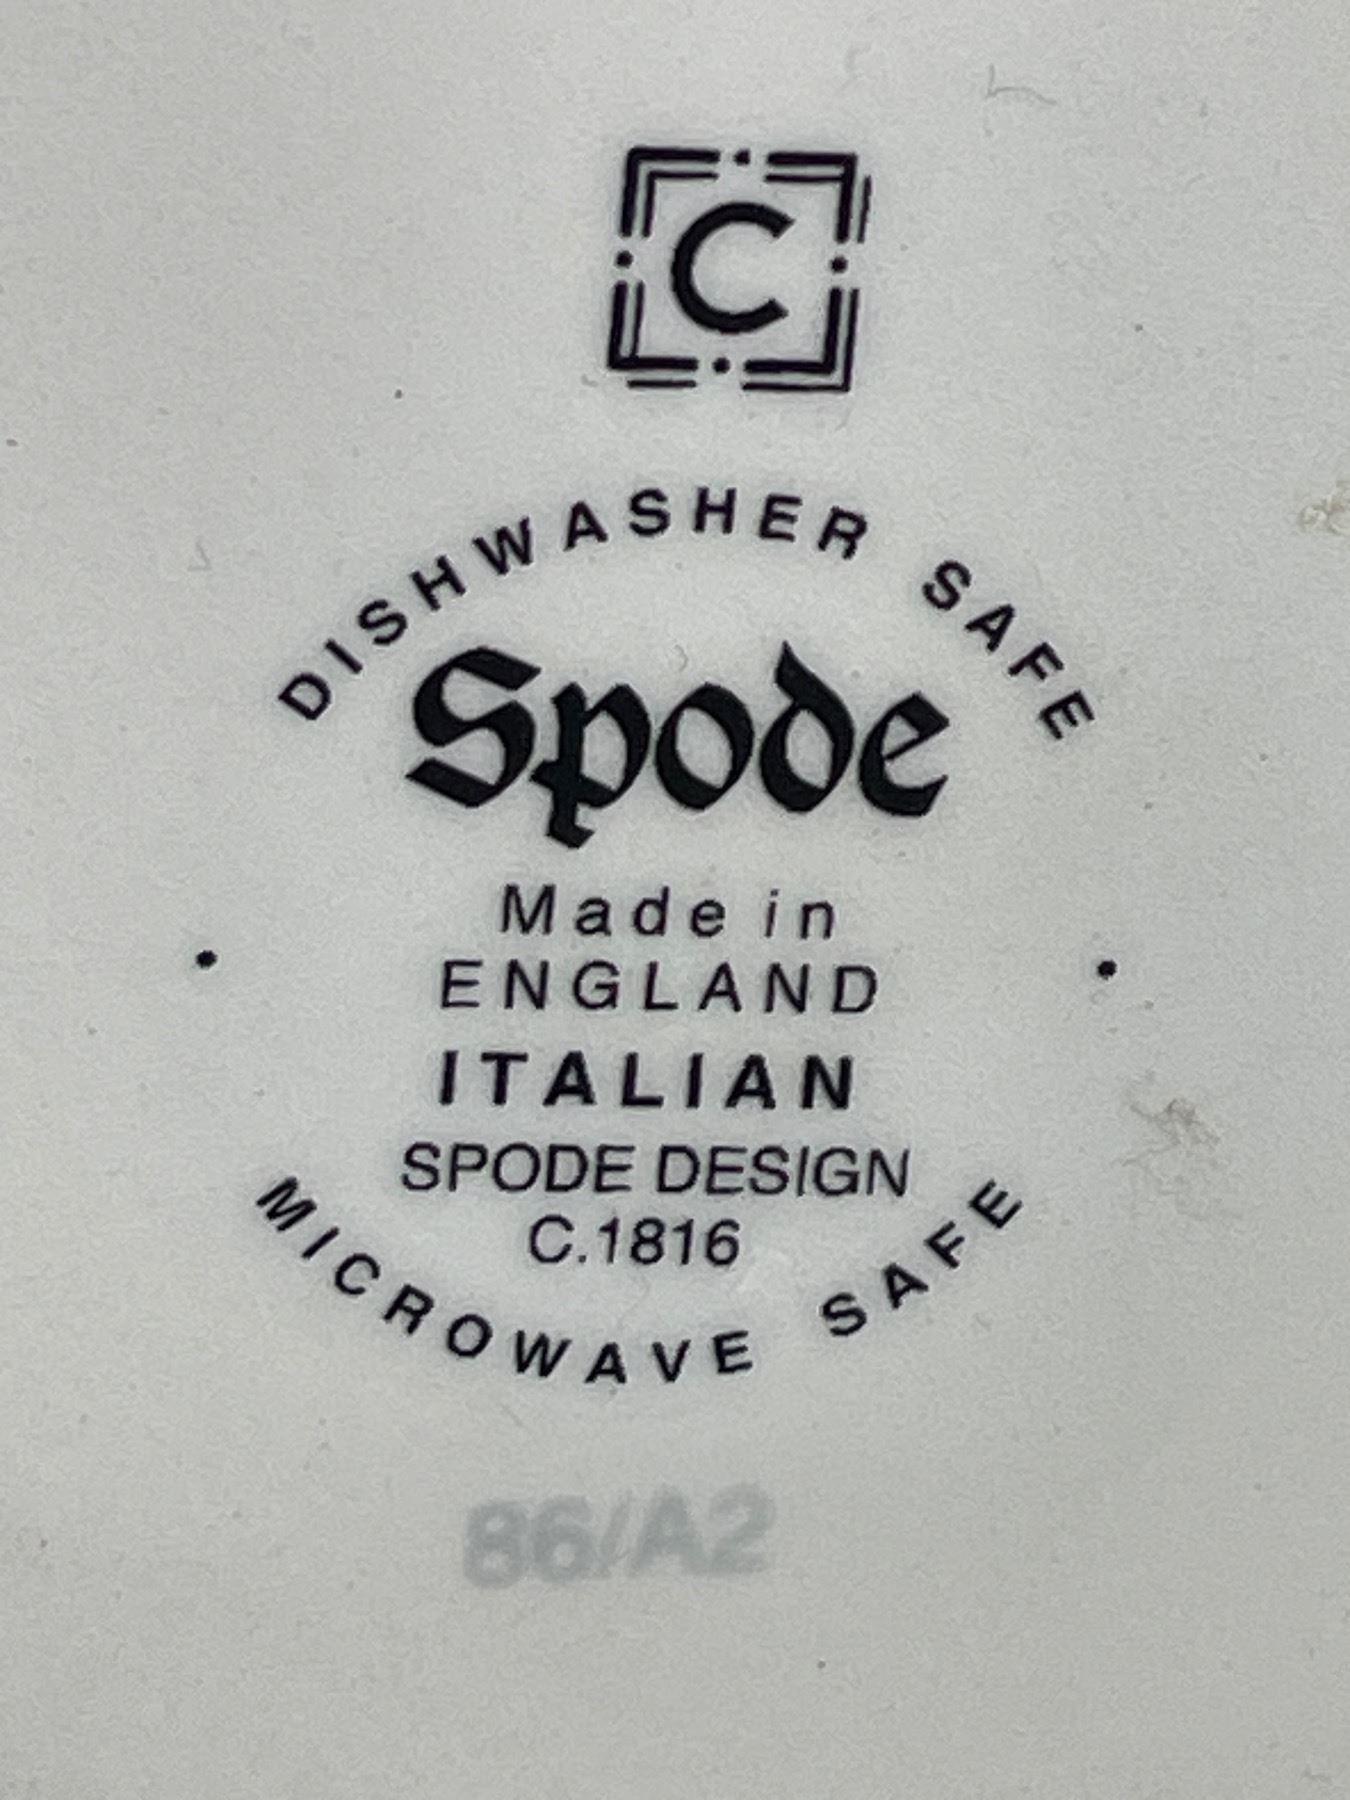 C
DISHWASHER SAFE
Spode
Made in
ENGLAND
ITALIAN
SPODE DESIGN
C.1816
MICROWAVE SAFE
86/A2